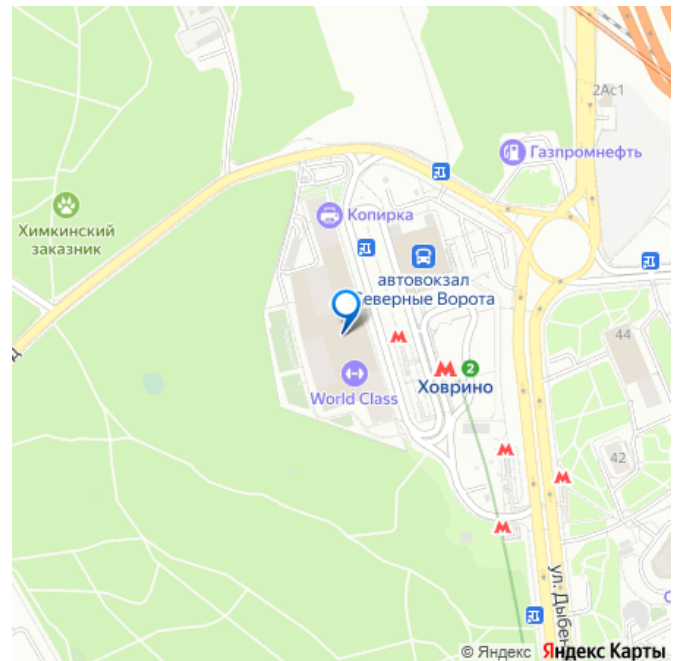 2Ас1
Газпромнефть
Химкинский
заказник
Копирка
автовокзал
Северные Ворота
44
World Class
2
Ховрино
42
ул. Дыбен
© Яндекс Яндекс Карты